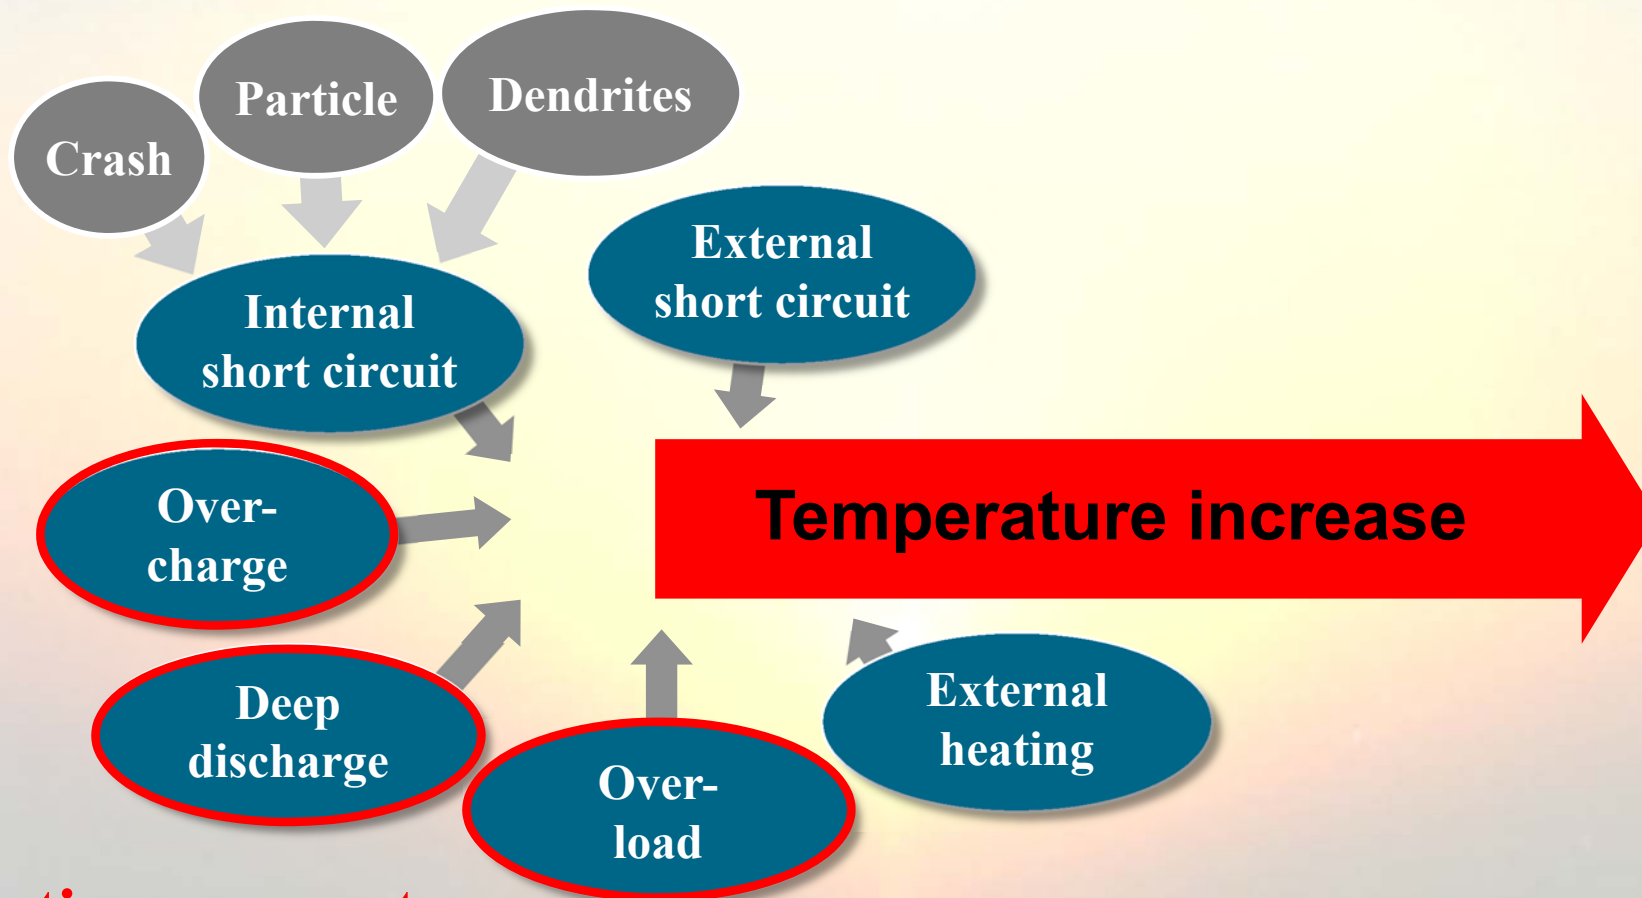 Particle
Dendrites
Crash
External
short circuit
Internal
short circuit
Over-
charge
Temperature increase
Deep
discharge
External
heating
Over-
load